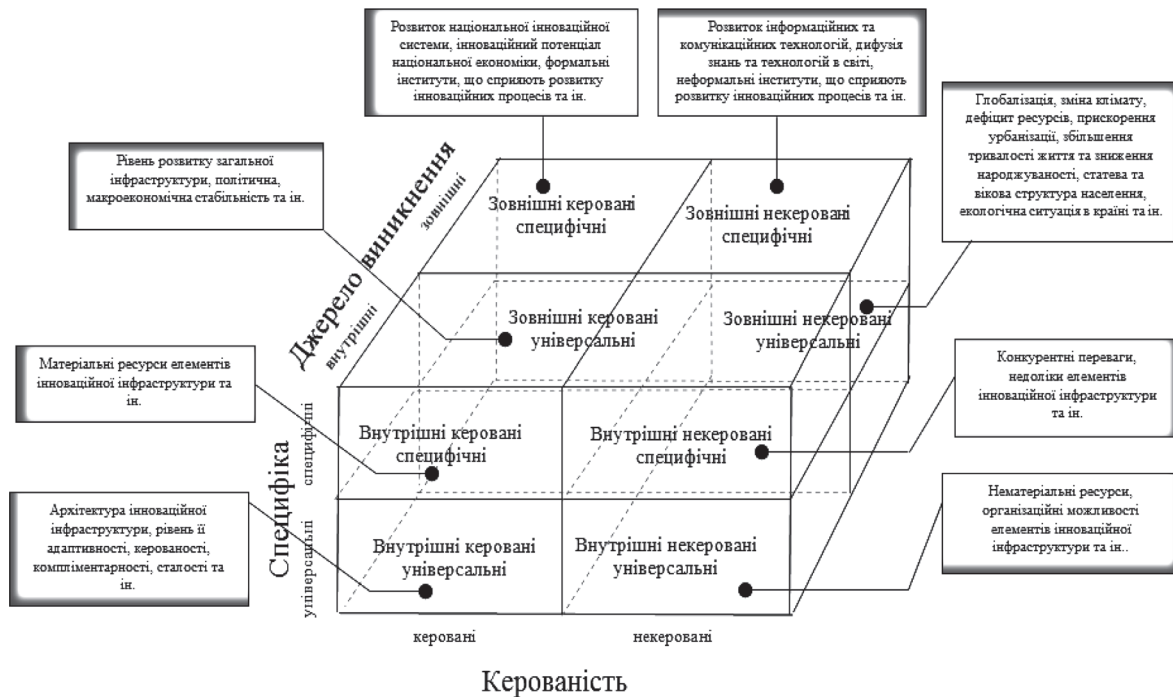 Розвиток національної інноваційної
системи, інноваційний потенціал
національної економіки, формальні
інститути, що сприяють розвитку
інноваційних процесів та ін.
Розвиток інформаційних та
комунікаційних технологій, дифузія
знань та технологій в світі,
неформальні інститути, що сприяють
розвитку інноваційних процесів та ін.
Глобалізація, зміна клімату,
дефіцит ресурсів, прискорення
урбанізації, збільшення
тривалості життя та зниження
народжуваності, статева та
вікова структура населення,
екологічна ситуація в країні та ін.
Рівень розвитку загальної
інфраструктури, політична,
макроекономічна стабільність та ін.
Джерело виникнення
зовнішні
внутрішні
Зовнішні керовані
специфічні
Зовнішні некеровані
специфічні
Зовнішні керовані
універсальні
Зовнішні некеровані
універсальні
Матеріальні ресурси елементів
інноваційної інфраструктури та
ін.
Конкурентні переваги,
недоліки елементів
інноваційної інфраструктури
та ін.
Специфіка
специфічні
універсальні
Внутрішні керовані
специфічні
Внутрішні некеровані
специфічні
Архітектура інноваційної
інфраструктури, рівень її
адаптивності, керованості,
компліментарності, сталості та
ін.
Внутрішні керовані
універсальні
Внутрішні некеровані
універсальні
Нематеріальні ресурси,
організаційні можливості
елементів інноваційної
інфраструктури та ін..
керовані
некеровані
Керованість